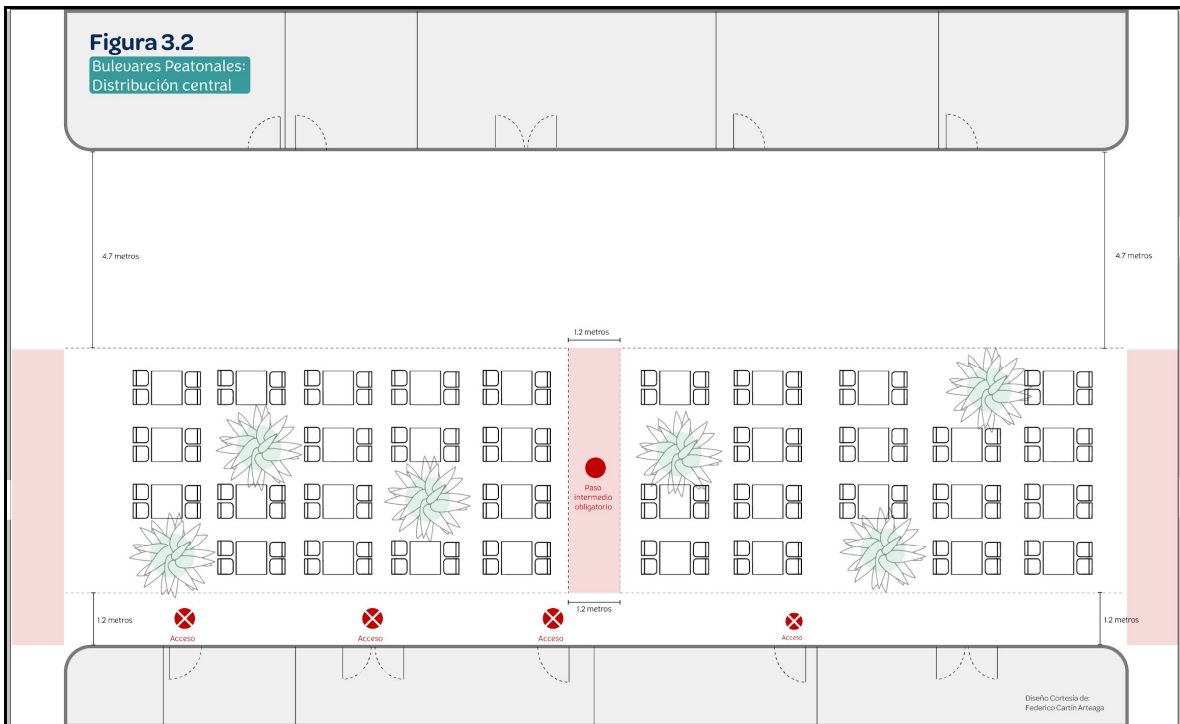 Figura 3.2
Bulevares Peatonales:
Distribución central
4.7 metros
4.7 metros
1.2 metros
Paso
intermedio
obligatorio
1.2 metros
1.2 metros
1.2 metros
Acceso
Acceso
Acceso
Acceso
Diseño Cortesía de:
Federico Cartín Arteaga